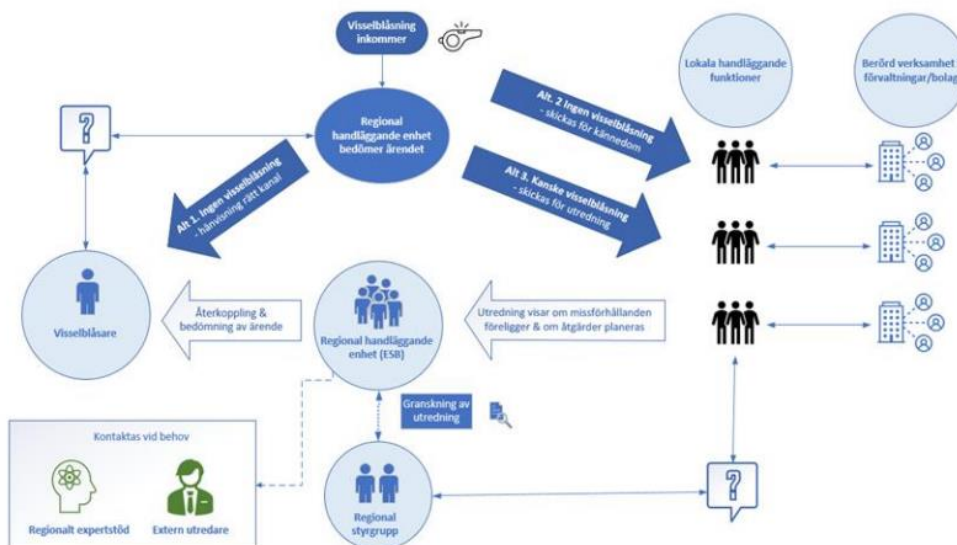 Visselblåsning
inkommer
Lokala handläggande
funktioner
Berörd verksamhet
förvaltningar/bolag
Regional
handläggande enhet
bedömer ärendet
Alt. 2 Ingen visselblåsning
- skickas för kännedom
Alt 3. Kanske visselblåsning
- skickas för utredning
Alt 1. Ingen visselblåsning
- hänvisning rätt kanal
?
Visselblåsare
Återkoppling &
bedömning av ärende
Regional handläggande
enhet (ESB)
Utredning visar om missförhållanden
föreligger & om åtgärder planeras
Granskning av
utredning
Kontaktas vid behov
Regionalt expertstöd
Extern utredare
Regional
styrgrupp
?